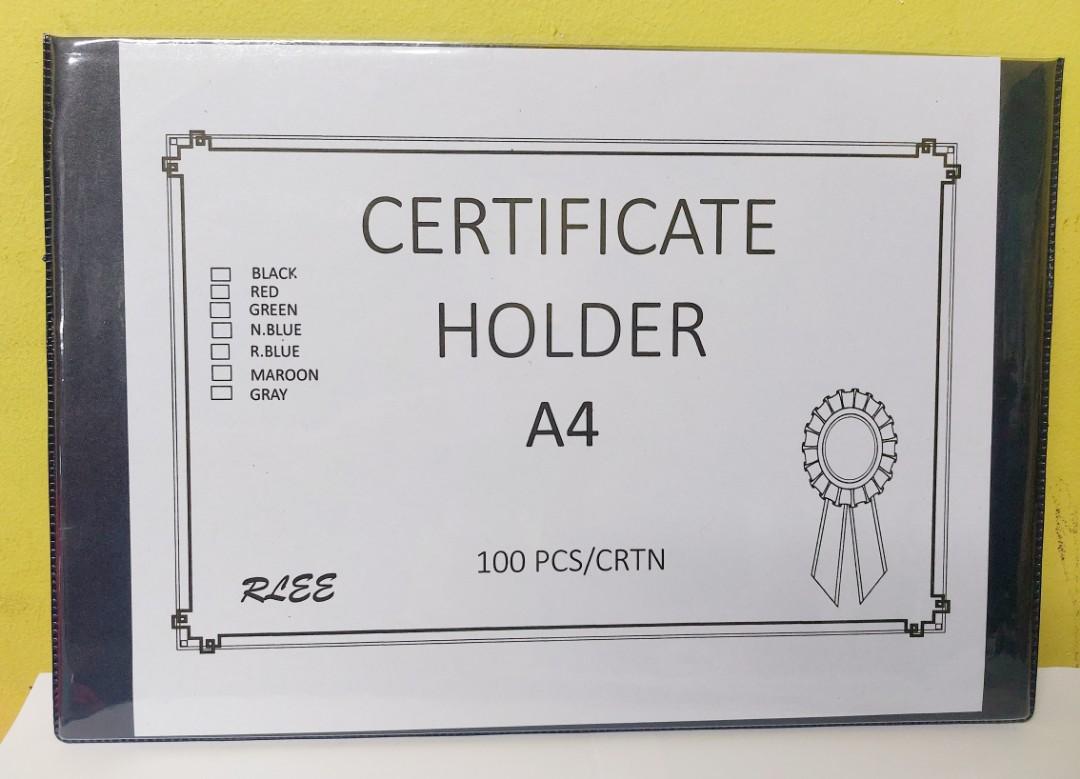 CERTIFICATE
HOLDER
A4
BLACK
RED
GREEN
N.BLUE
R.BLUE
MAROON
GRAY
100 PCS/CRTN
RLEE